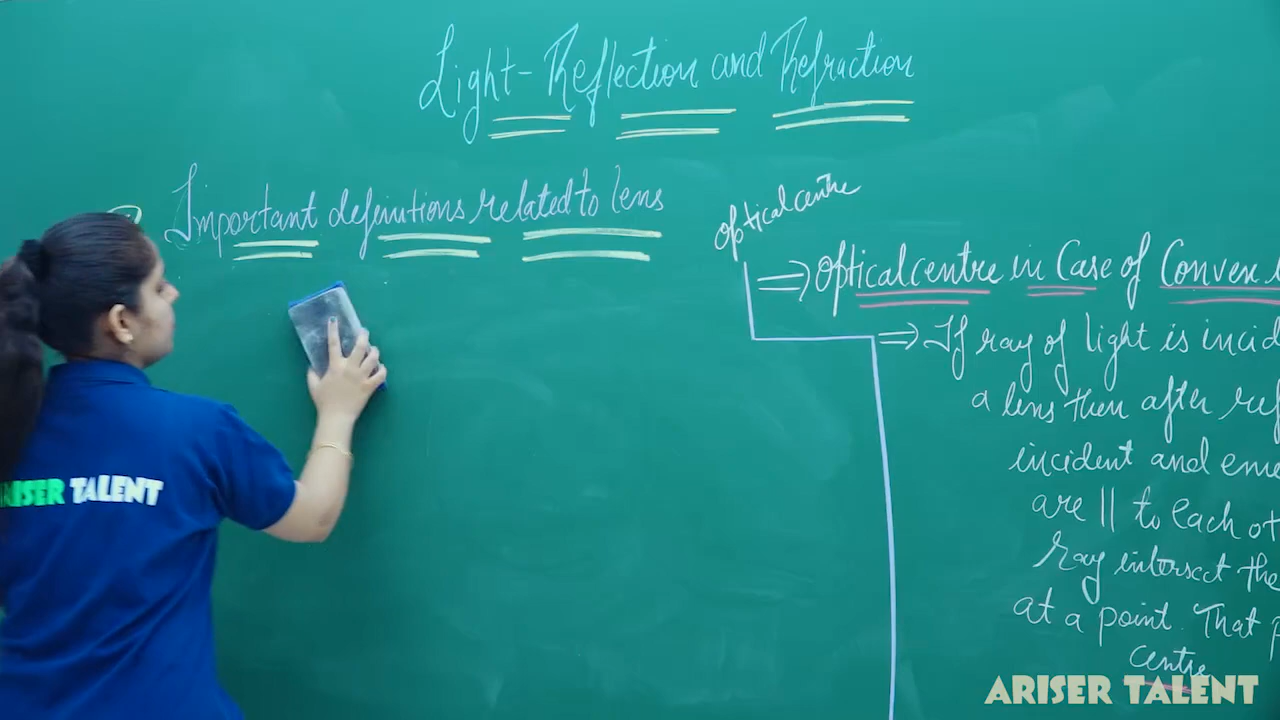 Light-Reflection and Refraction
Important definitions related to lens
Optical centre
⇒ Optical centre in Case of Convex
⇒ If ray of light is incid
a lens then after ref
incident and eme
are || to each ot
Ray intersect the
at a point. That p
centre
ARISER TALENT
ARISER TALENT